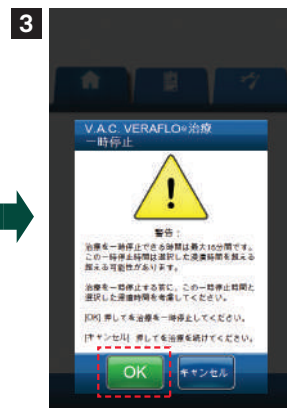 3
V.A.C. VERAFLO®治療
一時停止
警告：
治療を一時停止できる時間は最大15分間です。
この一時停止時間は選択した浸漬時間を超える
超える可能性があります。
治療を一時停止する前に、この一時停止時間と
選択した浸漬時間を考慮してください。
[OK] 押してを治療を一時停止してください。
[キャンセル] 押してを治療を続けてください。
OK
キャンセル